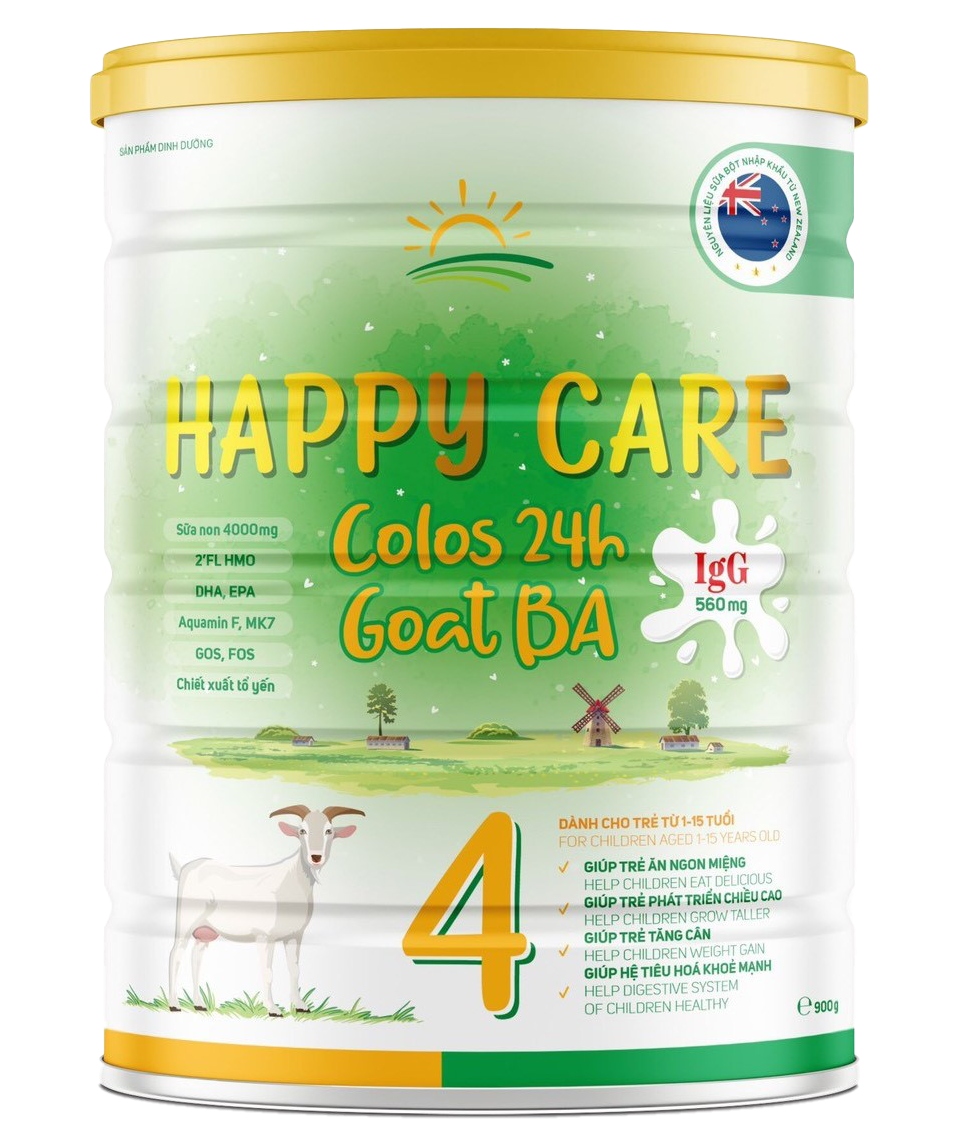 SẢN PHẨM DINH DƯỠNG
NGUYÊN LIỆU SỮA BỘT NHẬP KHẨU TỪ NEW ZEALAND
HAPPY CARE
Colos 24h
Goat BA
Sữa non 4000mg
2'FL HMO
DHA, EPA
Aquamin F, MK7
GOS, FOS
Chiết xuất tổ yến
IgG
560 mg
4
DÀNH CHO TRẺ TỪ 1-15 TUỔI
FOR CHILDREN AGED 1-15 YEARS OLD
GIÚP TRẺ ĂN NGON MIỆNG
HELP CHILDREN EAT DELICIOUS
GIÚP TRẺ PHÁT TRIỂN CHIỀU CAO
HELP CHILDREN GROW TALLER
GIÚP TRẺ TĂNG CÂN
HELP CHILDREN WEIGHT GAIN
GIÚP HỆ TIÊU HOÁ KHOẺ MẠNH
HELP DIGESTIVE SYSTEM
OF CHILDREN HEALTHY
℮ 900g